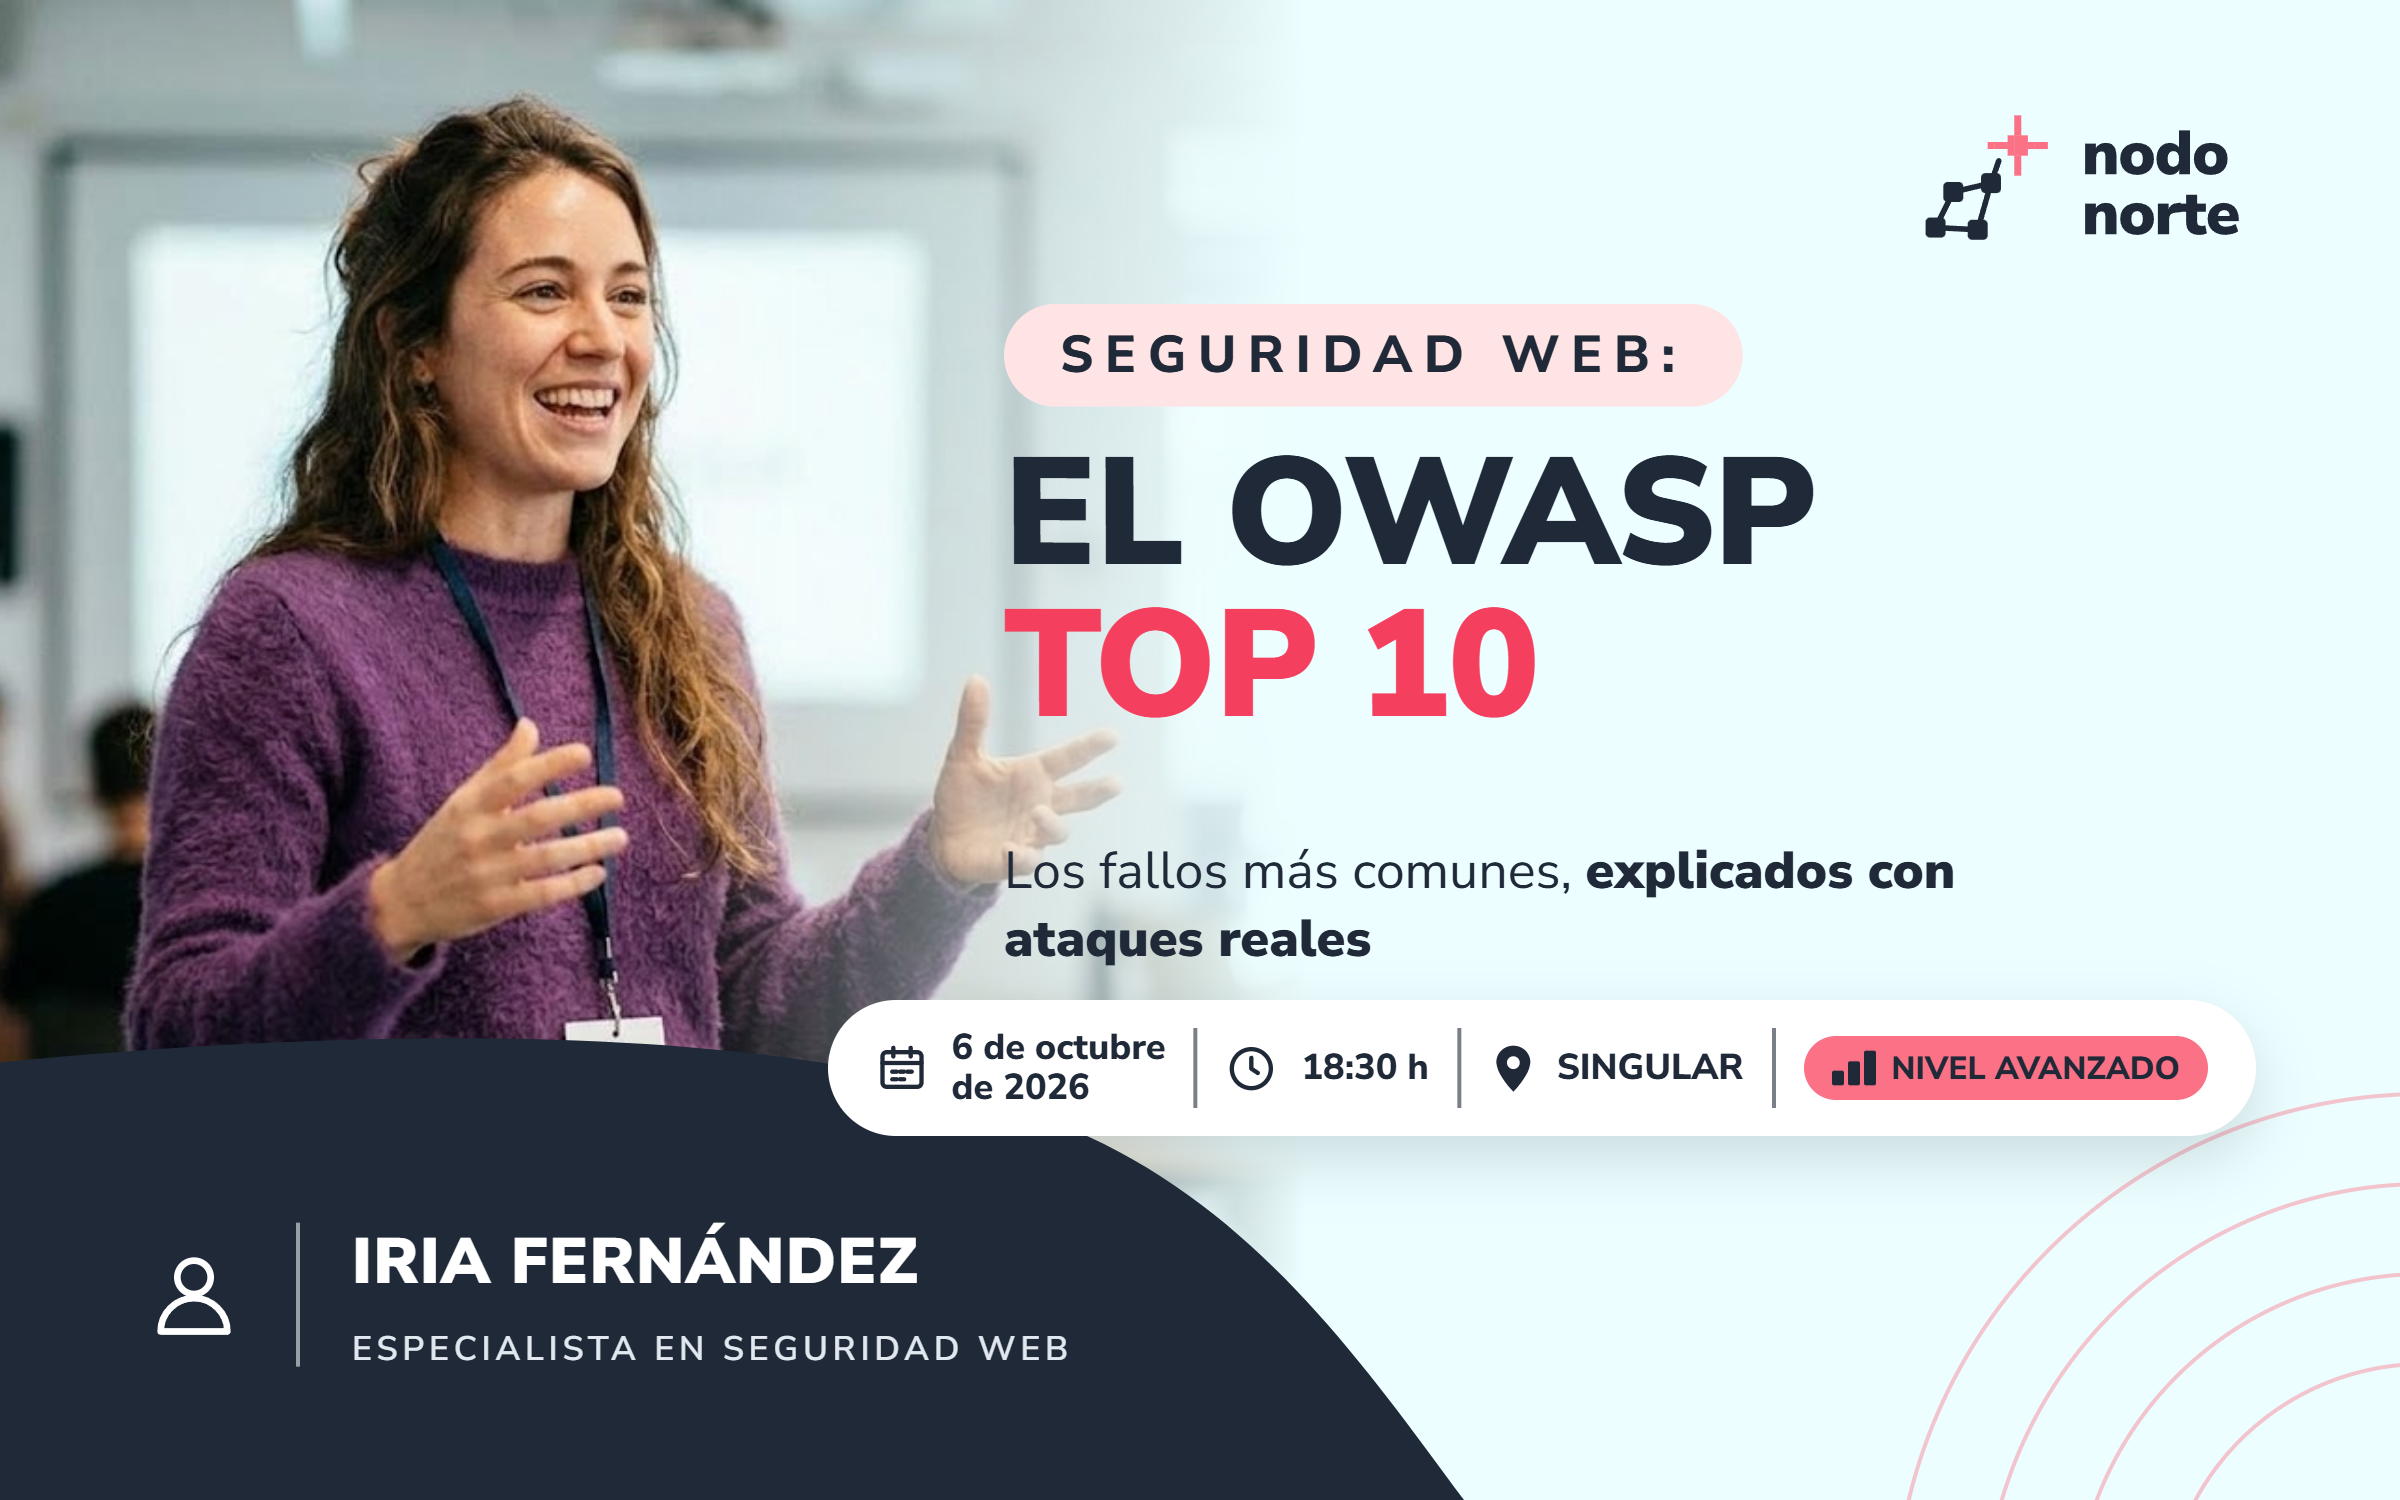 nodo
norte
SEGURIDAD WEB:
EL OWASP
TOP 10
Los fallos más comunes, explicados con
ataques reales
6 de octubre
de 2026
18:30 h
SINGULAR
NIVEL AVANZADO
IRIA FERNÁNDEZ
ESPECIALISTA EN SEGURIDAD WEB